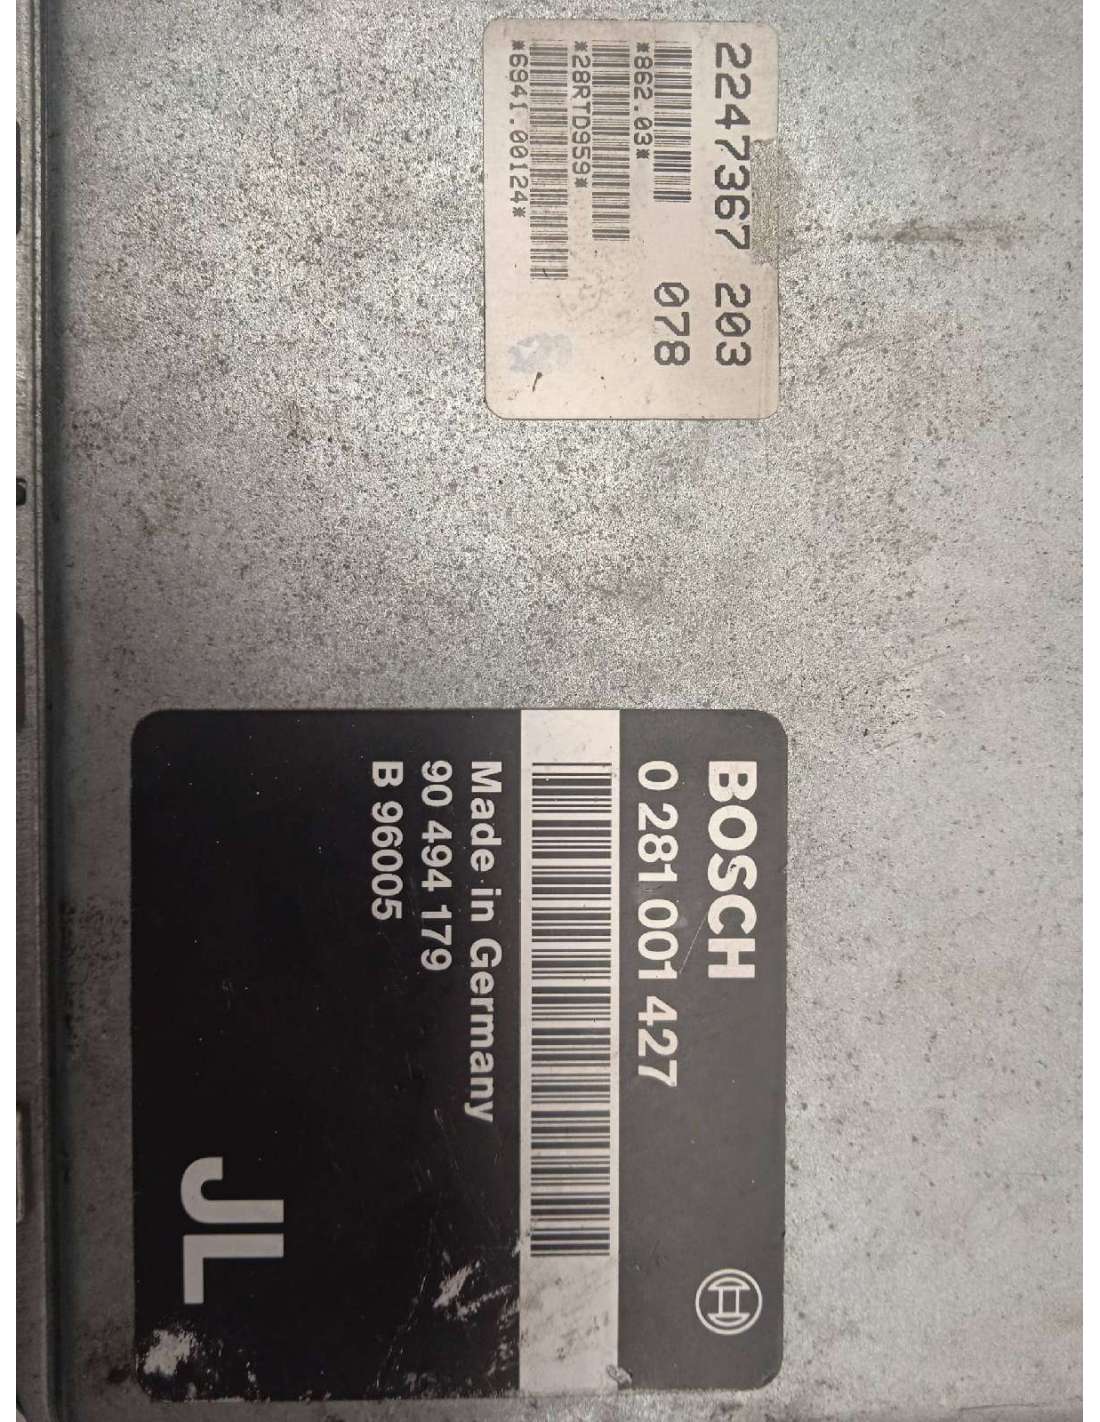 2247367 203
*862.03* 078
*28RTD959*
*6941.00124*
BOSCH
0 281 001 427
Made in Germany
90 494 179
B 96005
JL